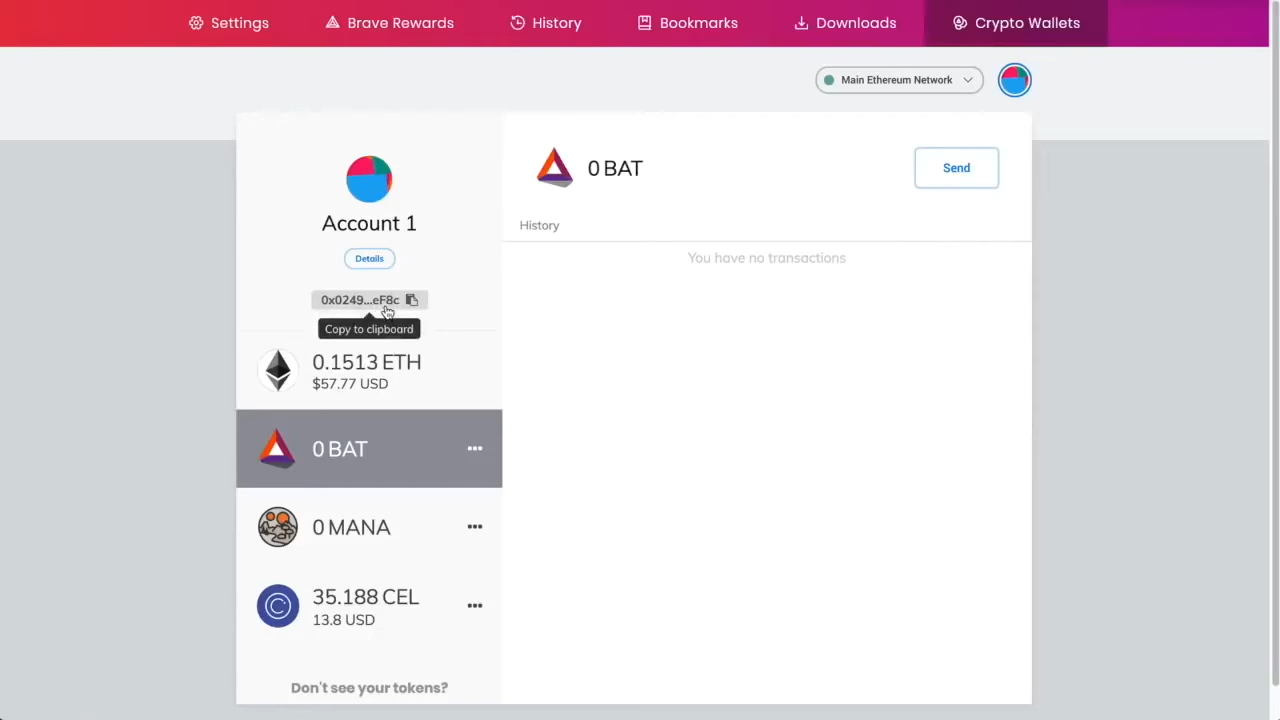 Settings
Brave Rewards
History
Bookmarks
Downloads
Crypto Wallets
Main Ethereum Network
Account 1
Details
0x0249...eF8c
Copy to clipboard
0.1513 ETH
$57.77 USD
0 BAT
0 MANA
35.188 CEL
13.8 USD
Don't see your tokens?
0 BAT
Send
History
You have no transactions